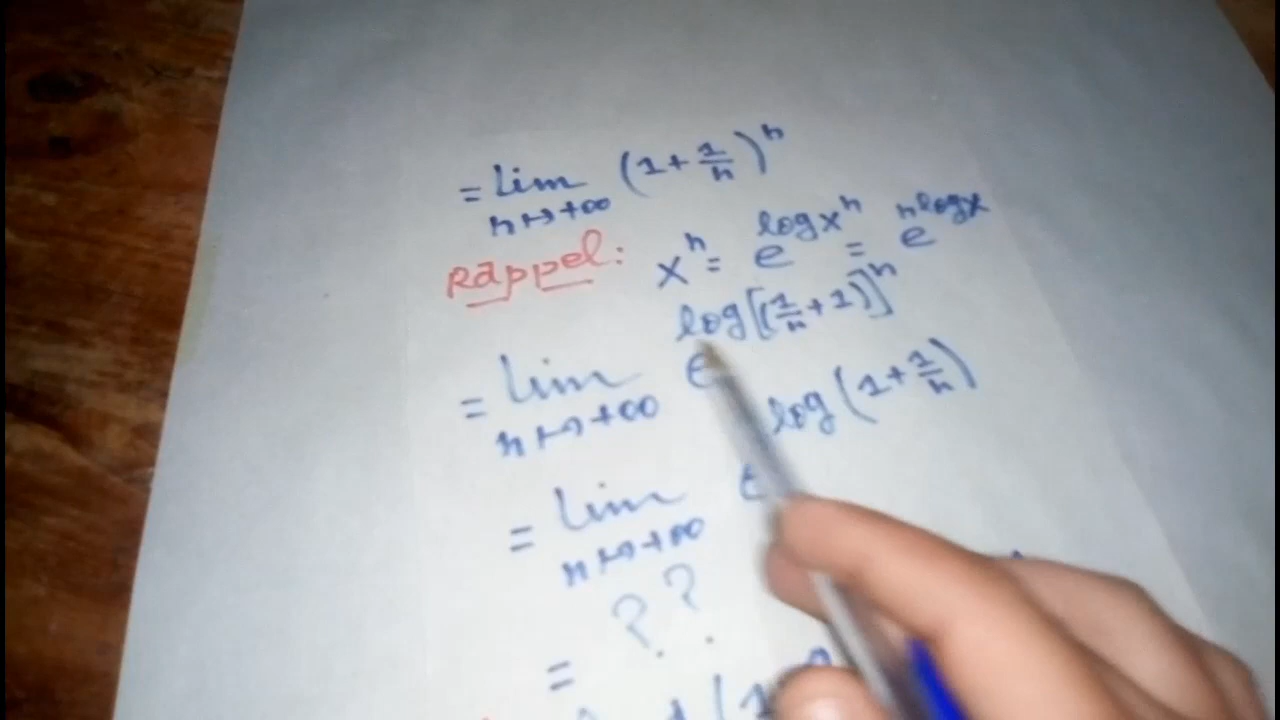 = lim n→+∞ (1 + 1/n)^n
Rappel: x^n = e^(log x^n) = e^(n log x)
= lim n→+∞ e^(log[(1/n + 1)]^n)
= lim n→+∞ e^(log(1 + 1/n))
= ??